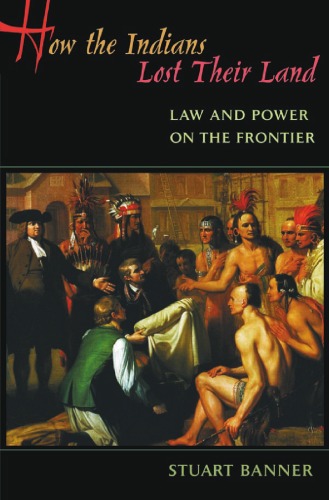 How the Indians
Lost Their Land
LAW AND POWER
ON THE FRONTIER
STUART BANNER